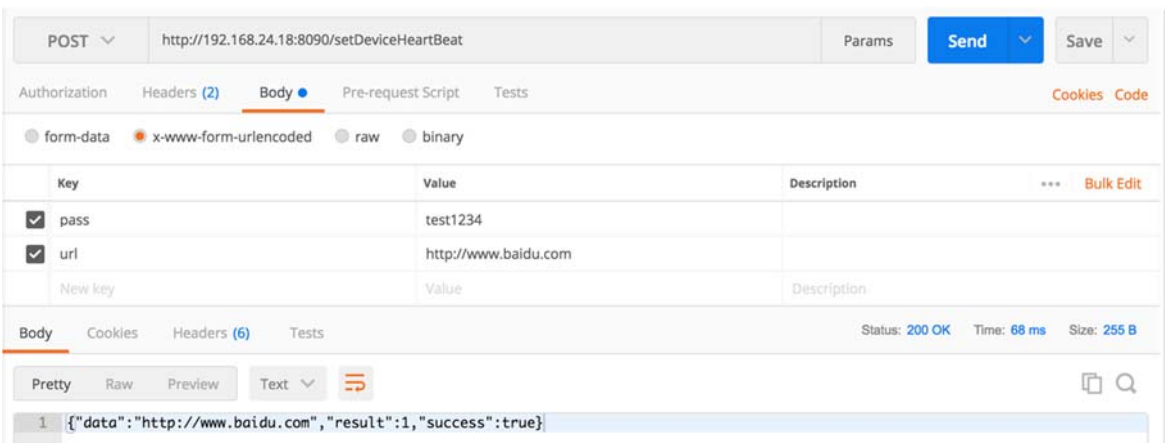 POST http://192.168.24.18:8090/setDeviceHeartBeat Params Send Save
Authorization Headers (2) Body Pre-request Script Tests Cookies Code
form-data x-www-form-urlencoded raw binary
Key Value Description ••• Bulk Edit
pass test1234
url http://www.baidu.com
New key Value Description
Body Cookies Headers (6) Tests Status: 200 OK Time: 68 ms Size: 255 B
Pretty Raw Preview Text
1 {"data":"http://www.baidu.com","result":1,"success":true}